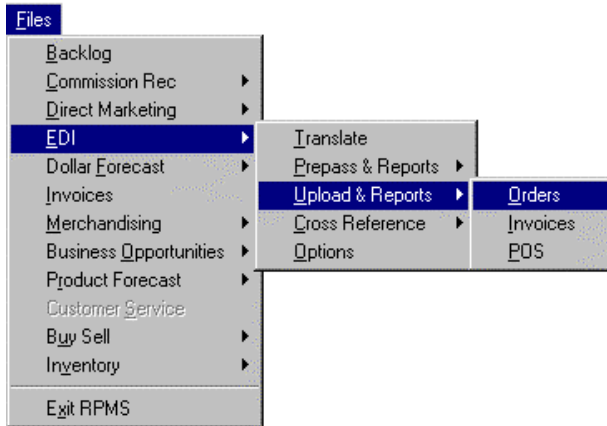 Files
Backlog
Commission Rec
Direct Marketing
EDI
Dollar Forecast
Invoices
Merchandising
Business Opportunities
Product Forecast
Customer Service
Buy Sell
Inventory
Exit RPMS
Translate
Prepass & Reports
Upload & Reports
Cross Reference
Options
Orders
Invoices
POS